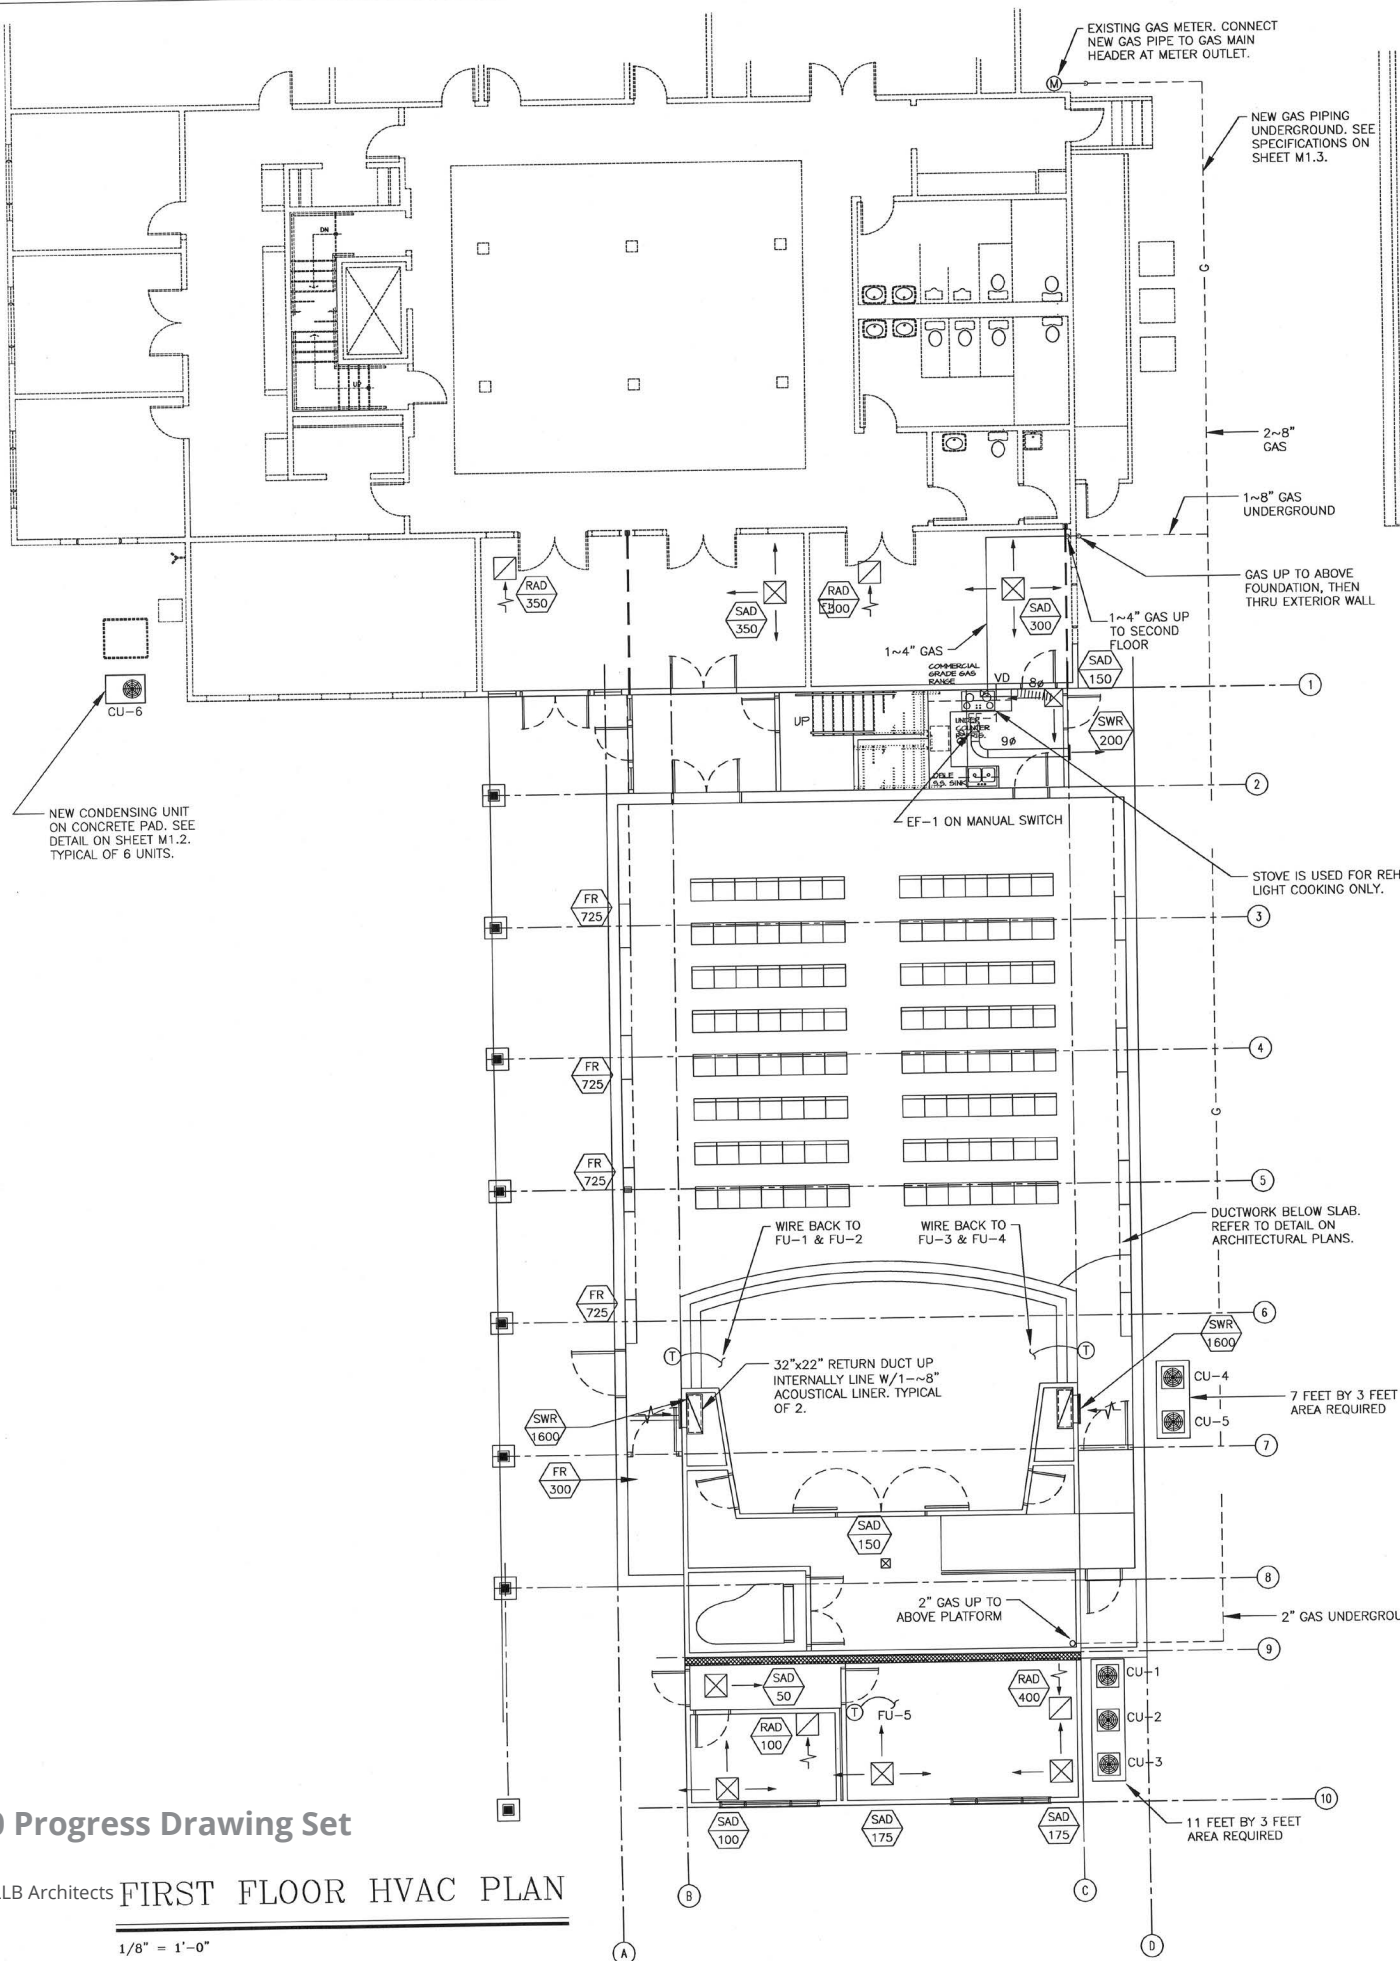 EXISTING GAS METER. CONNECT
NEW GAS PIPE TO GAS MAIN
HEADER AT METER OUTLET.
M
NEW GAS PIPING
UNDERGROUND. SEE
SPECIFICATIONS ON
SHEET M1.3.
DN
G
UP
2~8"
GAS
1~8" GAS
UNDERGROUND
GAS UP TO ABOVE
FOUNDATION, THEN
THRU EXTERIOR WALL
RAD
350
SAD
350
RAD
300
SAD
300
1~4" GAS UP
TO SECOND
FLOOR
1~4" GAS
COMMERCIAL
GRADE GAS
RANGE
VD
8ø
SAD
150
1
CU-6
UP
UNDER
COUNTER
9ø
SWR
200
DBLE
S.S. SINK
2
NEW CONDENSING UNIT
ON CONCRETE PAD. SEE
DETAIL ON SHEET M1.2.
TYPICAL OF 6 UNITS.
EF-1 ON MANUAL SWITCH
STOVE IS USED FOR REH
LIGHT COOKING ONLY.
FR
725
3
4
FR
725
G
FR
725
5
WIRE BACK TO
FU-1 & FU-2
WIRE BACK TO
FU-3 & FU-4
DUCTWORK BELOW SLAB.
REFER TO DETAIL ON
ARCHITECTURAL PLANS.
FR
725
6
SWR
1600
T
T
32"x22" RETURN DUCT UP
INTERNALLY LINE W/1-~8"
ACOUSTICAL LINER. TYPICAL
OF 2.
CU-4
CU-5
7 FEET BY 3 FEET
AREA REQUIRED
SWR
1600
7
FR
300
SAD
150
8
2" GAS UP TO
ABOVE PLATFORM
2" GAS UNDERGROU
9
SAD
50
RAD
400
CU-1
T
FU-5
RAD
100
CU-2
CU-3
10
SAD
100
SAD
175
SAD
175
11 FEET BY 3 FEET
AREA REQUIRED
0 Progress Drawing Set
LB Architects
FIRST FLOOR HVAC PLAN
1/8" = 1'-0"
B
C
A
D